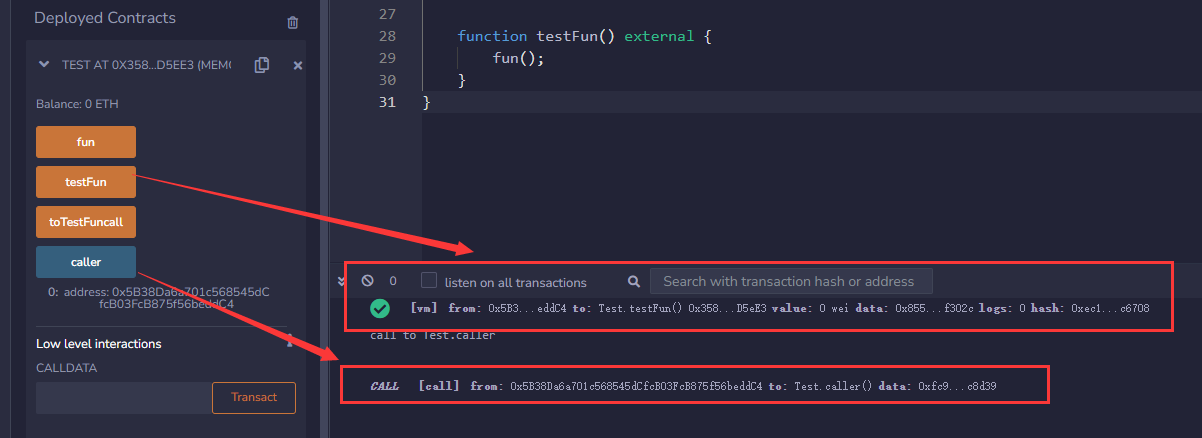 Deployed Contracts
TEST AT 0X358...D5EE3 (MEMO
Balance: 0 ETH
fun
testFun
toTestFuncall
caller
0: address: 0x5B38Da6a701c568545dC
fcB03FcB875f56beddC4
Low level interactions
CALLDATA
Transact
27
28 function testFun() external {
29 fun();
30 }
31 }
0 listen on all transactions Search with transaction hash or address
[vm] from: 0x5B3...eddC4 to: Test.testFun() 0x358...D5eE3 value: 0 wei data: 0x855...f302c logs: 0 hash: 0xec1...c6708
call to Test.caller
CALL [call] from: 0x5B38Da6a701c568545dCfcB03FcB875f56beddC4 to: Test.caller() data: 0xfc9...c8d39